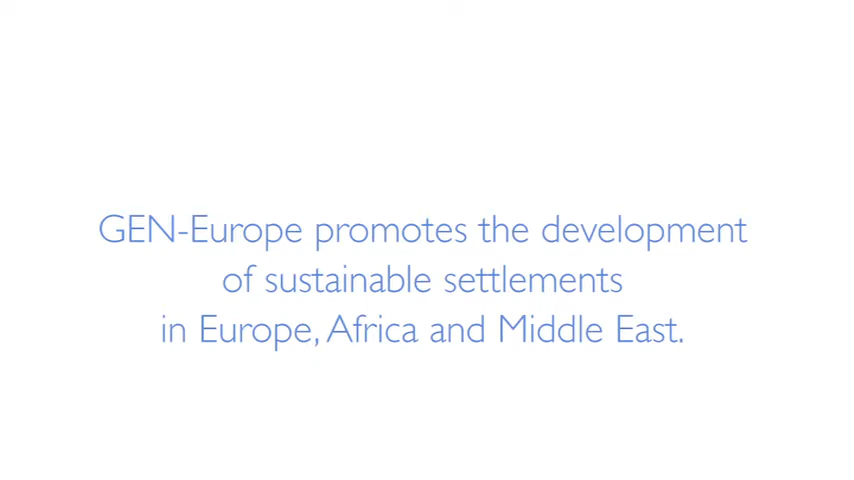 GEN-Europe promotes the development
of sustainable settlements
in Europe, Africa and Middle East.